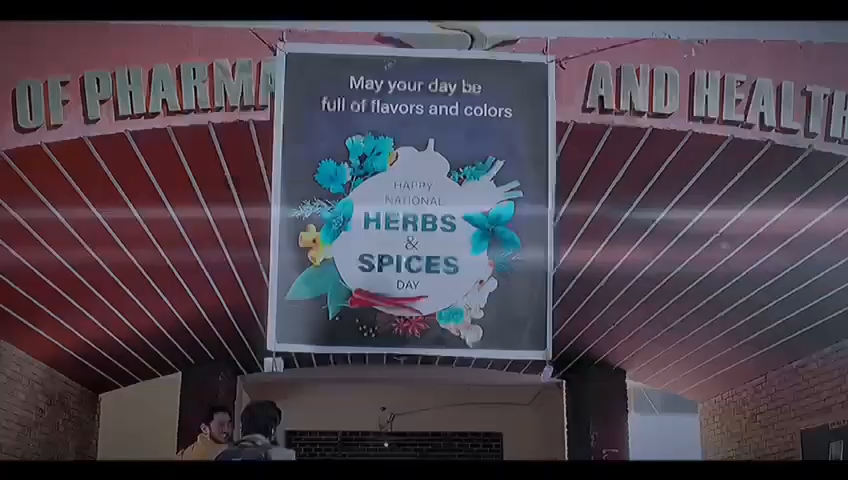 OF PHARMA
AND HEALTH
May your day be
full of flavors and colors
HAPPY
NATIONAL
HERBS
&
SPICES
DAY